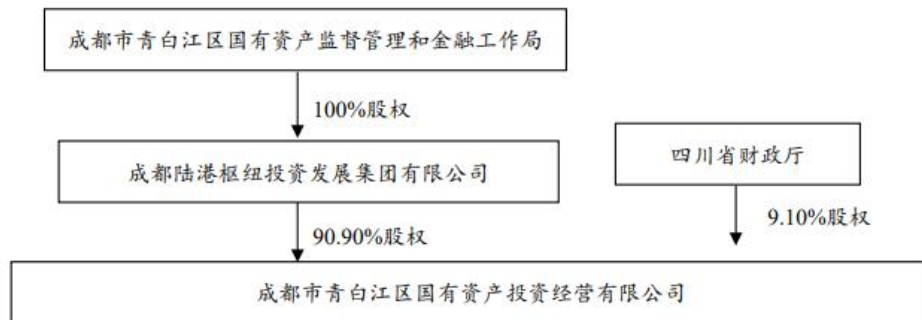 成都市青白江区国有资产监督管理和金融工作局
100%股权
成都陆港枢纽投资发展集团有限公司
四川省财政厅
90.90%股权
9.10%股权
成都市青白江区国有资产投资经营有限公司